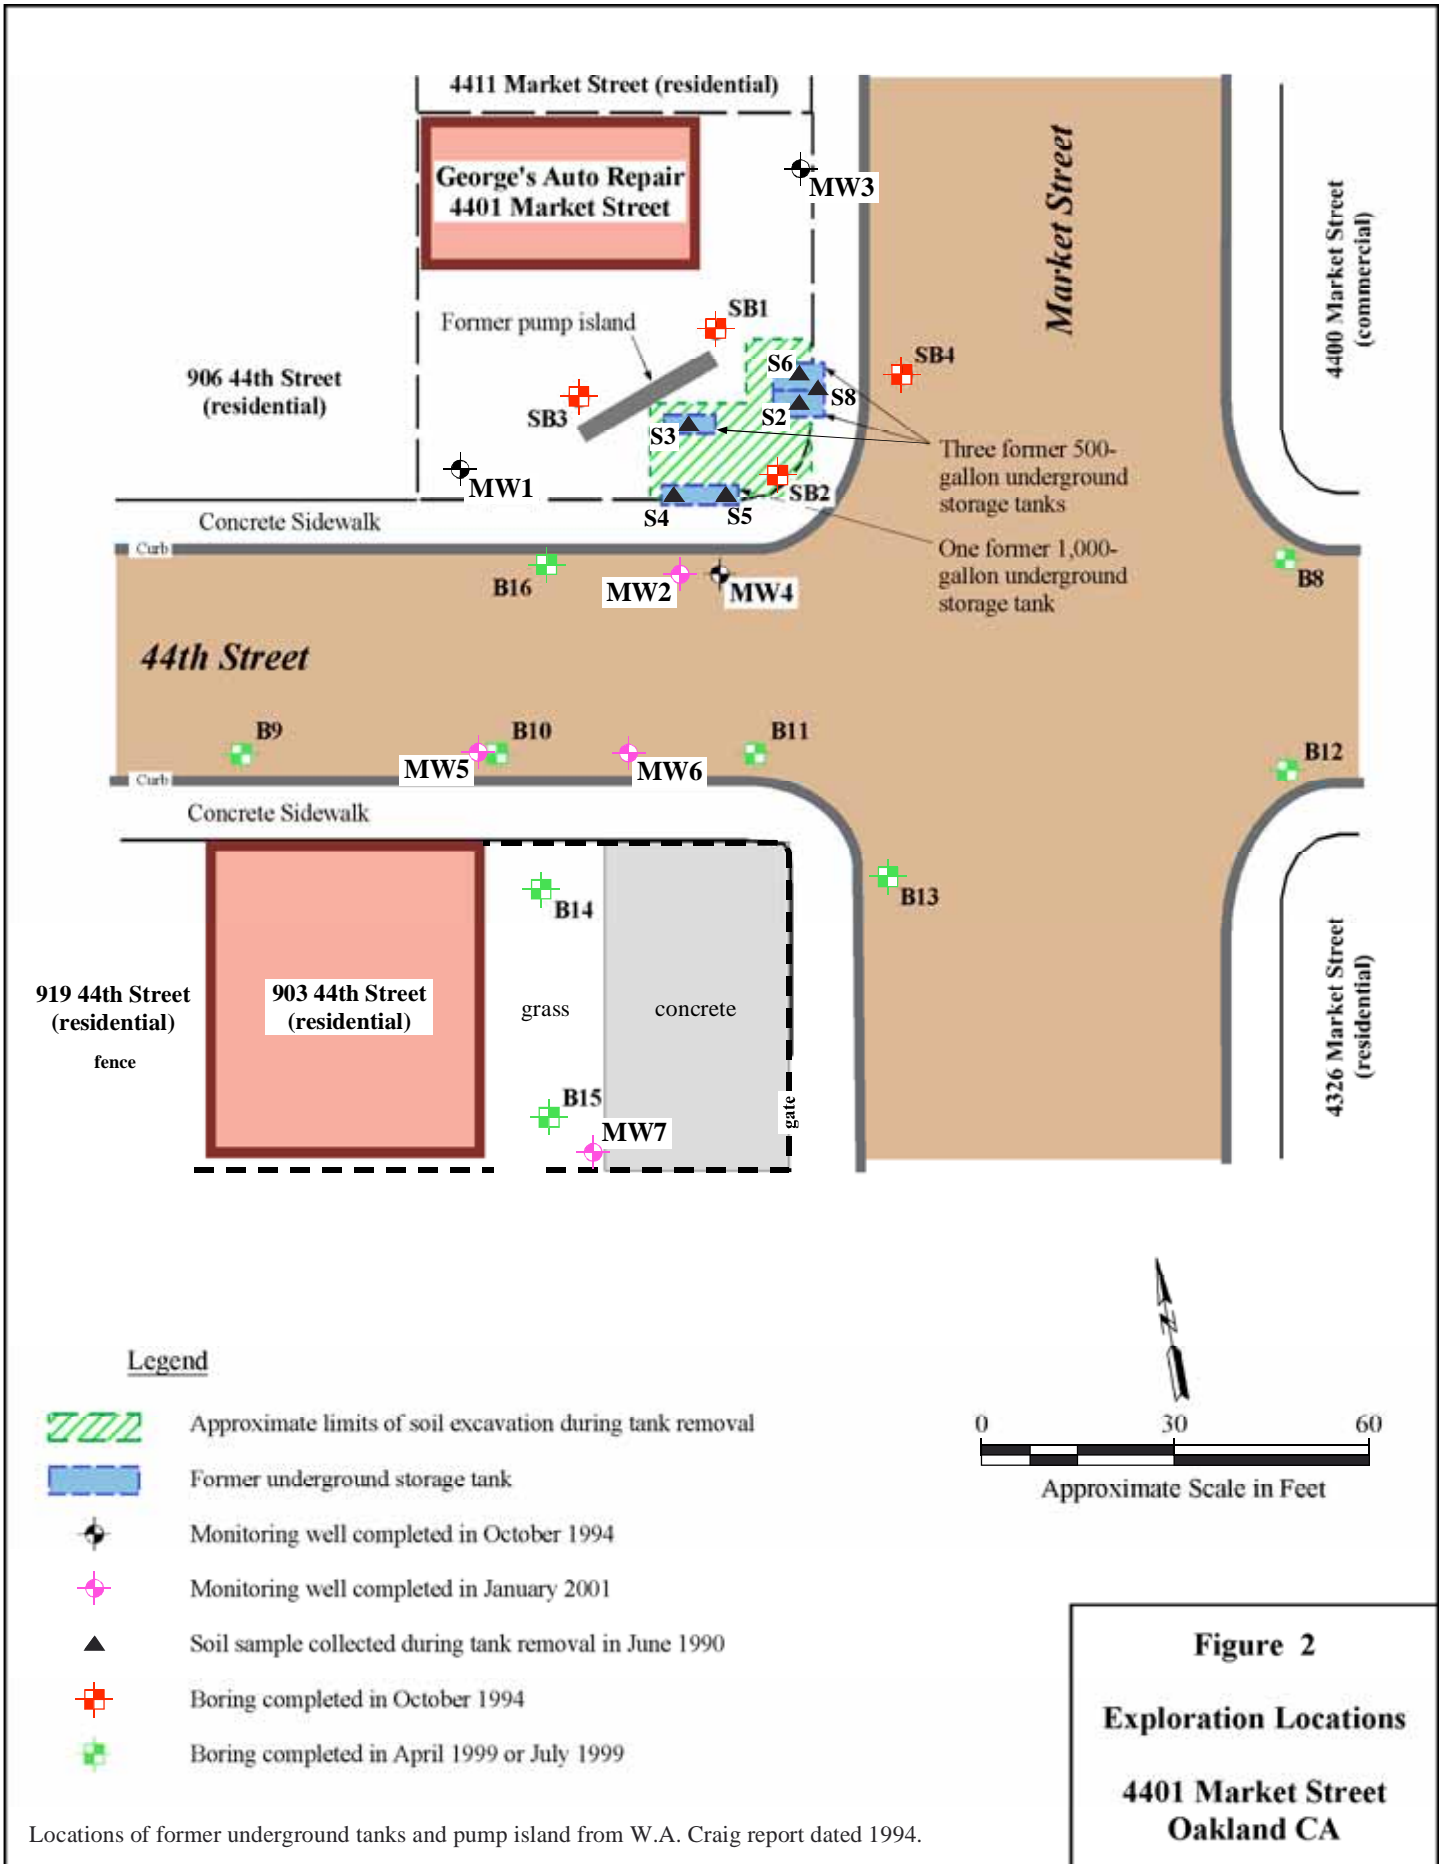 4411 Market Street (residential)
George's Auto Repair
4401 Market Street
MW3
Market Street
4400 Market Street
(commercial)
Former pump island
SB1
906 44th Street
(residential)
SB3
S6
S8
S2
S3
SB4
MW1
SB2
S4
S5
Three former 500-
gallon underground
storage tanks
Concrete Sidewalk
Curb
One former 1,000-
gallon underground
storage tank
B16
MW2
MW4
B8
44th Street
B9
B10
B11
B12
MW5
MW6
Curb
Concrete Sidewalk
B14
B13
919 44th Street
(residential)
fence
903 44th Street
(residential)
grass
concrete
4326 Market Street
(residential)
B15
MW7
gate
N
Legend
Approximate limits of soil excavation during tank removal
Former underground storage tank
Monitoring well completed in October 1994
Monitoring well completed in January 2001
Soil sample collected during tank removal in June 1990
Boring completed in October 1994
Boring completed in April 1999 or July 1999
0 30 60
Approximate Scale in Feet
Figure 2
Exploration Locations
4401 Market Street
Oakland CA
Locations of former underground tanks and pump island from W.A. Craig report dated 1994.